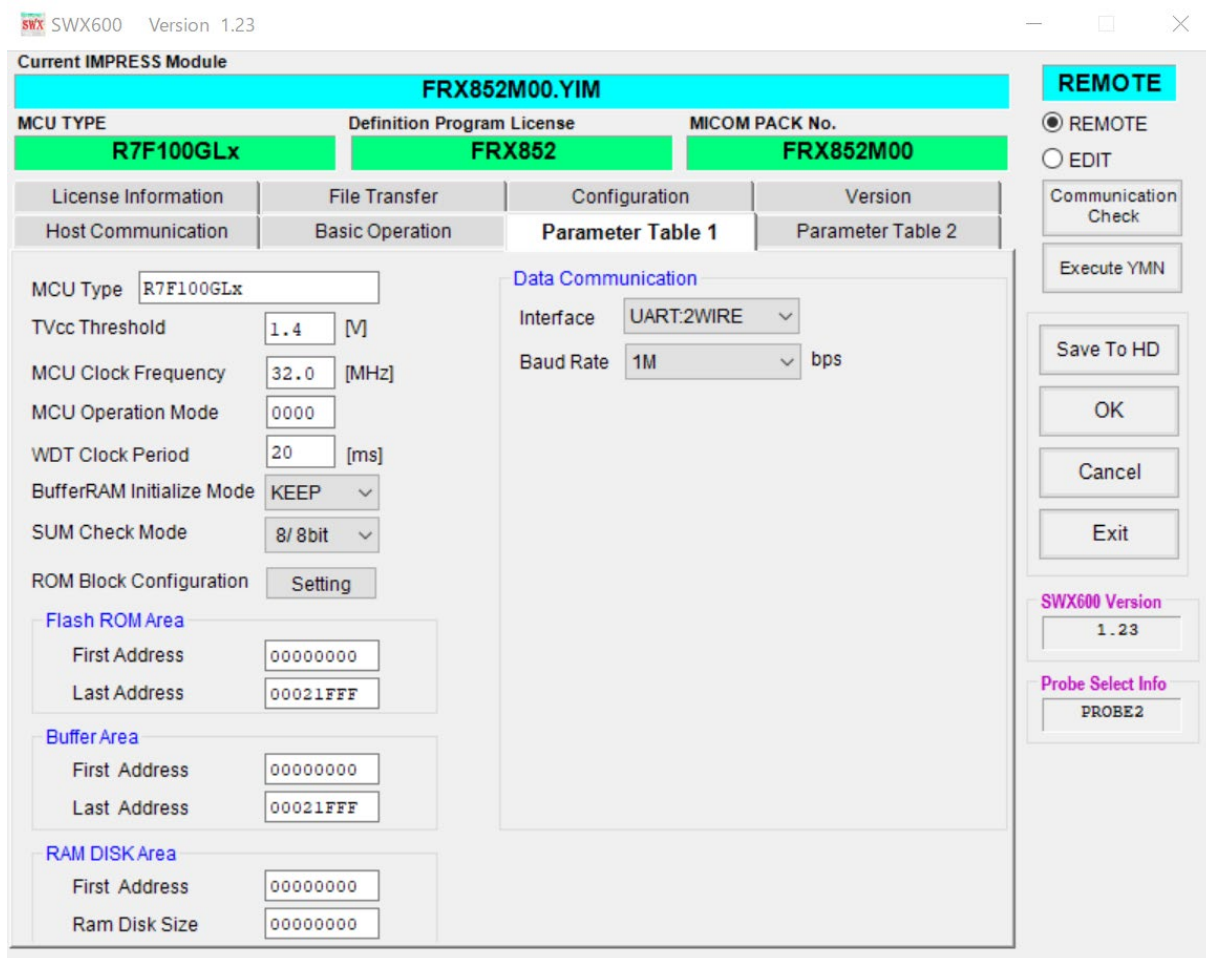 SWX SWX600 Version 1.23
Current IMPRESS Module
FRX852M00.YIM
MCU TYPE Definition Program License MICOM PACK No.
R7F100GLx FRX852 FRX852M00
License Information File Transfer Configuration Version
Host Communication Basic Operation Parameter Table 1 Parameter Table 2
MCU Type R7F100GLx
TVcc Threshold 1.4 [V]
MCU Clock Frequency 32.0 [MHz]
MCU Operation Mode 0000
WDT Clock Period 20 [ms]
BufferRAM Initialize Mode KEEP
SUM Check Mode 8/ 8bit
ROM Block Configuration Setting
Flash ROM Area
First Address 00000000
Last Address 00021FFF
Buffer Area
First Address 00000000
Last Address 00021FFF
RAM DISK Area
First Address 00000000
Ram Disk Size 00000000
Data Communication
Interface UART:2WIRE
Baud Rate 1M bps
REMOTE
REMOTE
EDIT
Communication
Check
Execute YMN
Save To HD
OK
Cancel
Exit
SWX600 Version
1.23
Probe Select Info
PROBE2